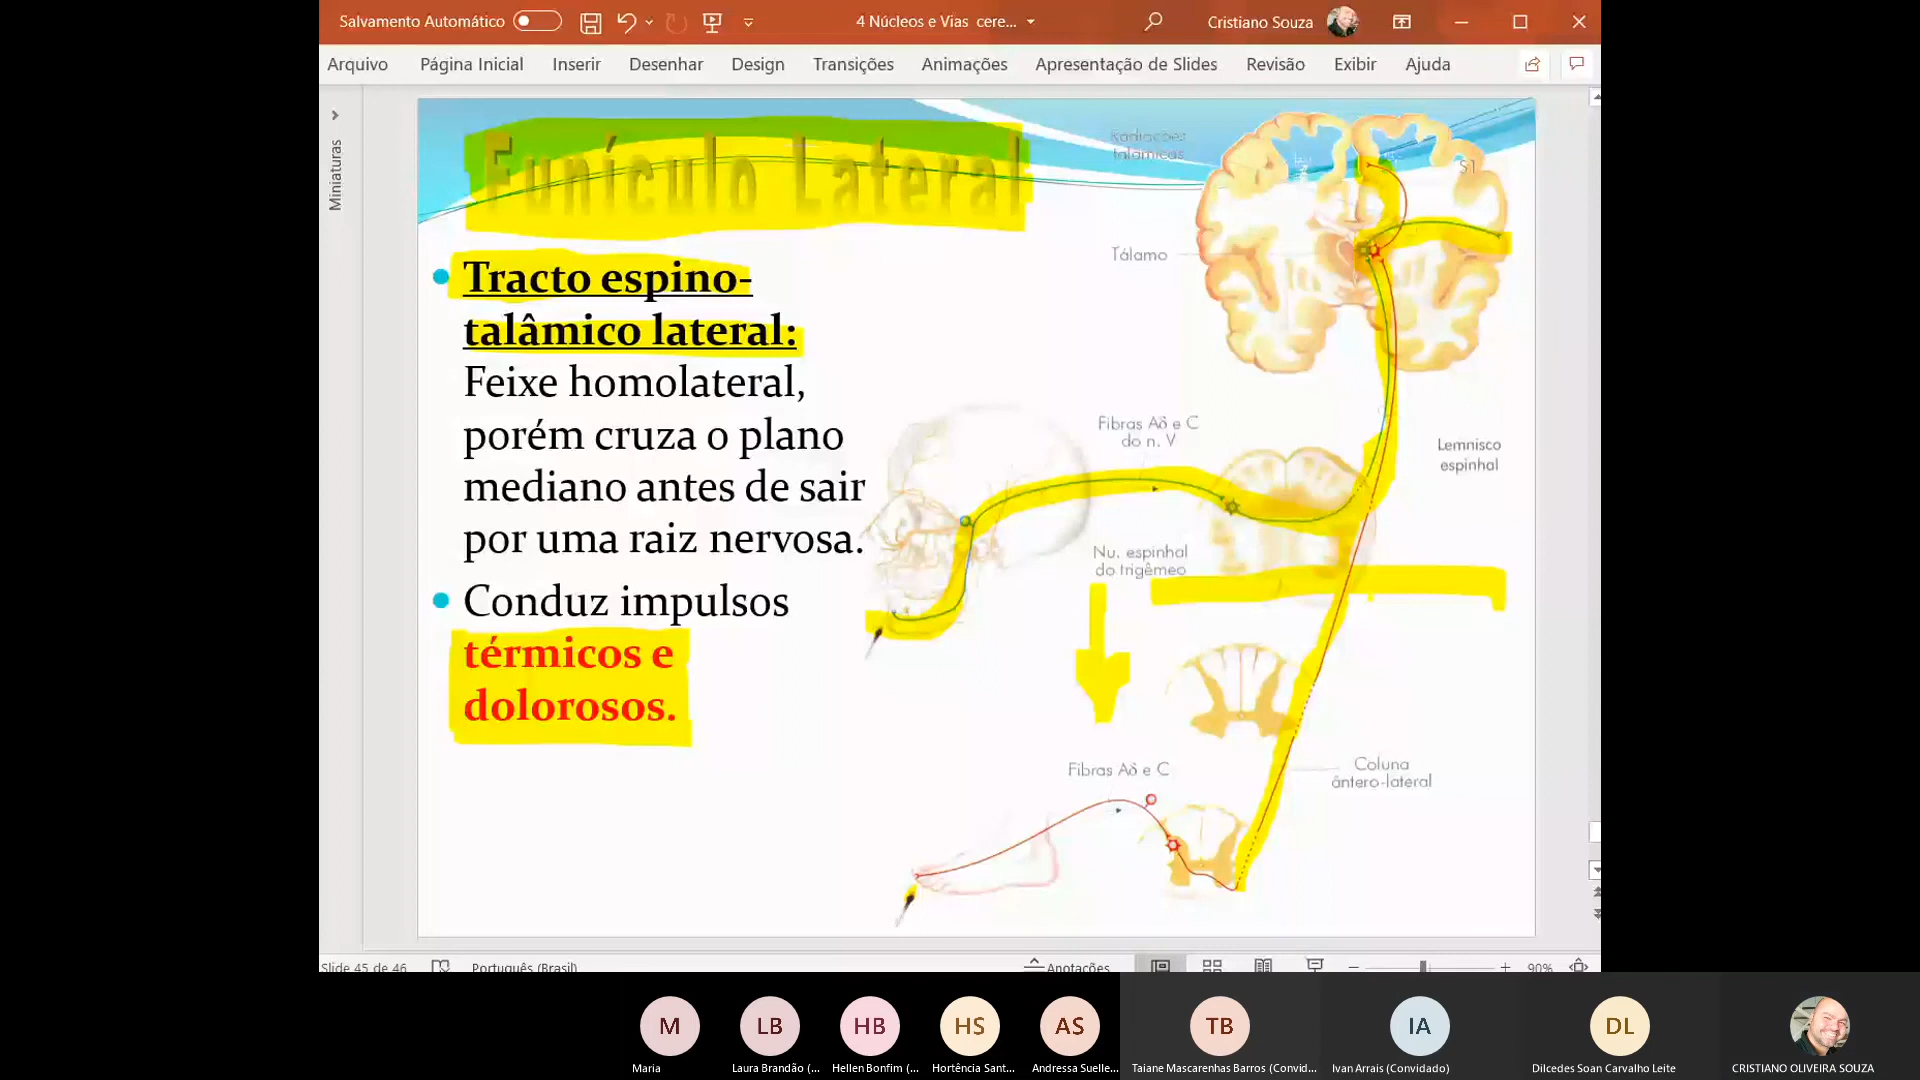 Salvamento Automático
4 Núcleos e Vias cere...
Cristiano Souza
Arquivo Página Inicial Inserir Desenhar Design Transições Animações Apresentação de Slides Revisão Exibir Ajuda
Miniaturas
Funículo Lateral
Tracto espino-
talâmico lateral:
Feixe homolateral,
porém cruza o plano
mediano antes de sair
por uma raiz nervosa.
Conduz impulsos
térmicos e
dolorosos.
Radiações
talâmicas
S1
Tálamo
Fibras Aδ e C
do n. V
Lemnisco
espinhal
Nu. espinhal
do trigêmeo
Fibras Aδ e C
Coluna
ântero-lateral
Slide 45 de 46 Português (Brasil) Anotações 90%
M LB HB HS AS TB IA DL
Maria Laura Brandão (... Hellen Bonfim (... Hortência Sant... Andressa Suelle... Taiane Mascarenhas Barros (Convid... Ivan Arrais (Convidado) Dilcedes Soan Carvalho Leite CRISTIANO OLIVEIRA SOUZA